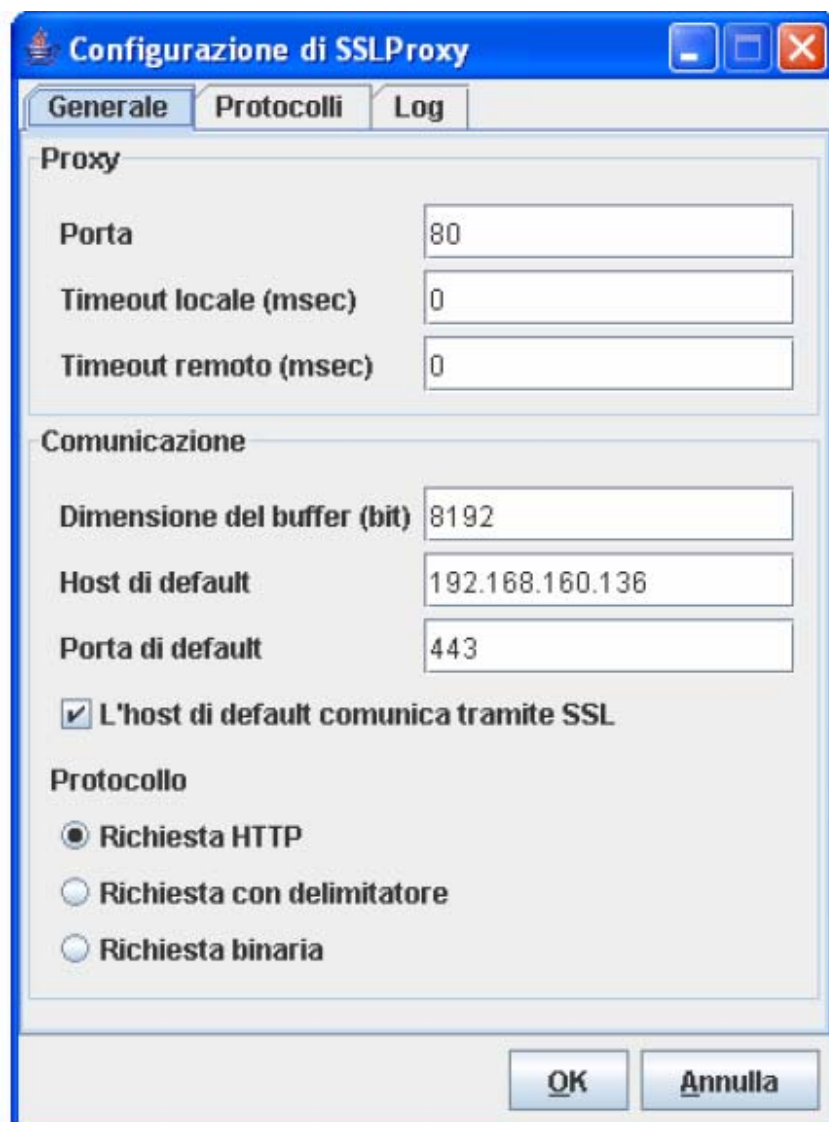 Configurazione di SSLProxy
Generale Protocolli Log
Proxy
Porta 80
Timeout locale (msec) 0
Timeout remoto (msec) 0
Comunicazione
Dimensione del buffer (bit) 8192
Host di default 192.168.160.136
Porta di default 443
L'host di default comunica tramite SSL
Protocollo
Richiesta HTTP
Richiesta con delimitatore
Richiesta binaria
OK Annulla